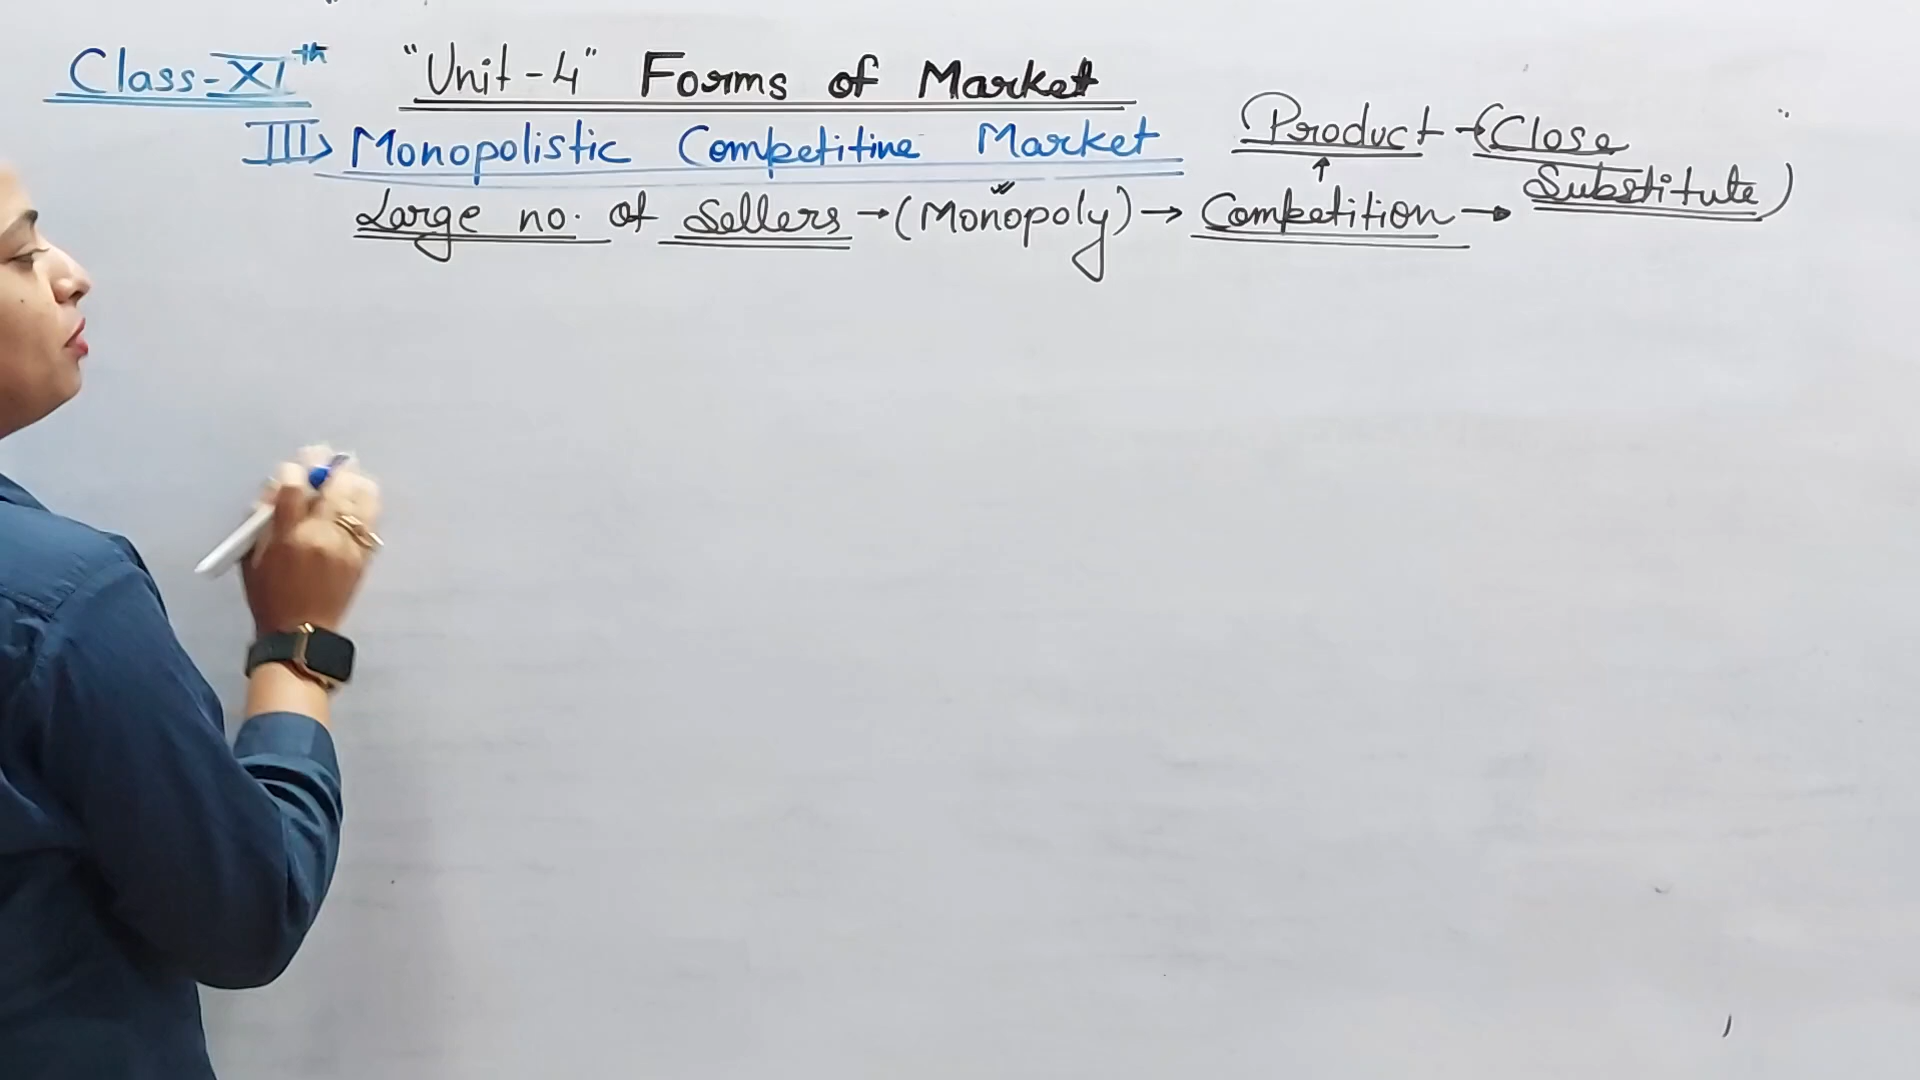 Class-XIth "Unit-4" Forms of Market
III> Monopolistic Competitine Market
Product → (Close
Large no. of Sellers → (Monopoly) → Competition → Substitute)